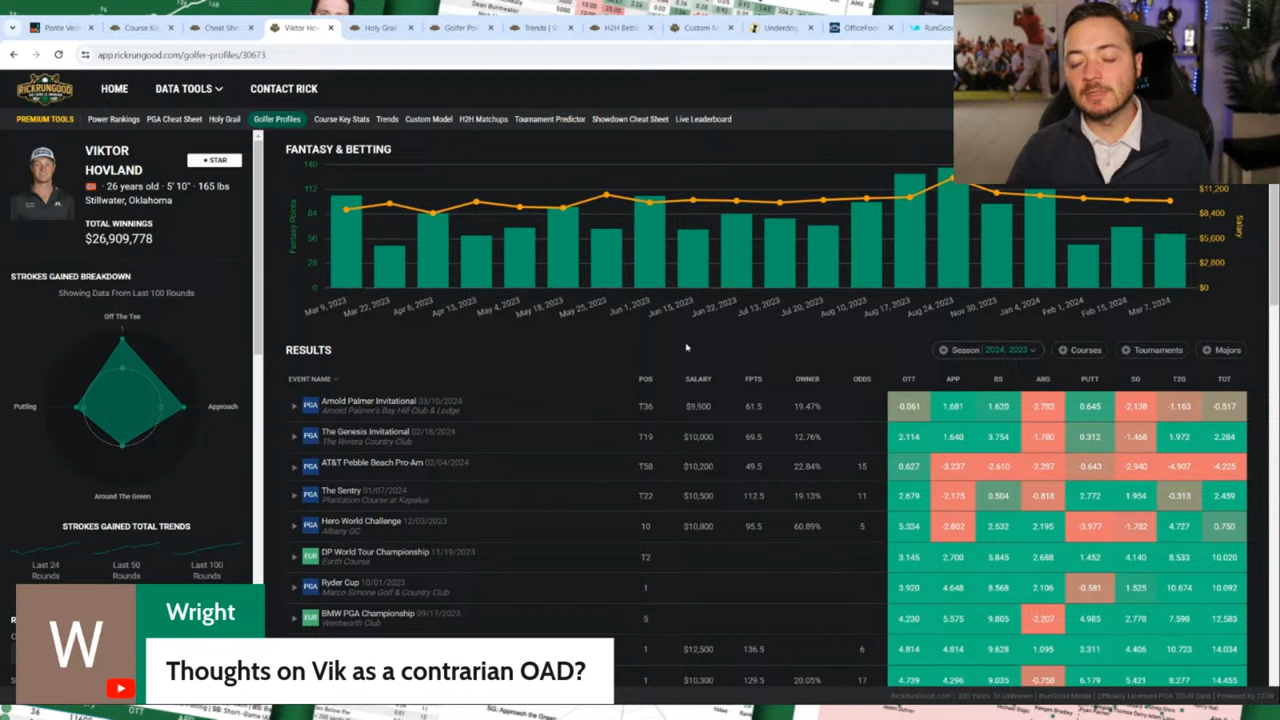 Dean Burmester
Ponte Ved
Course Ke
Cheat She
Viktor Ho
Holy Grail
Golfer Po
Trends | 
H2H Betti
Custom M
Underdog
OfficeFoo
RunGoo
app.rickrungood.com/golfer-profiles/30673
RICKRUNGOOD
HOME
DATA TOOLS
CONTACT RICK
PREMIUM TOOLS
Power Rankings
PGA Cheat Sheet
Holy Grail
Golfer Profiles
Course Key Stats
Trends
Custom Model
H2H Matchups
Tournament Predictor
Showdown Cheat Sheet
Live Leaderboard
VIKTOR
HOVLAND
★ STAR
· 26 years old · 5' 10" · 165 lbs
Stillwater, Oklahoma
TOTAL WINNINGS
$26,909,778
STROKES GAINED BREAKDOWN
Showing Data From Last 100 Rounds
Off The Tee
Putting
Approach
Around The Green
STROKES GAINED TOTAL TRENDS
Last 24 Rounds
Last 50 Rounds
Last 100 Rounds
FANTASY & BETTING
Fantasy Points
140
112
84
56
28
0
$11,200
$8,400
$5,600
$2,800
$0
Salary
Mar 9, 2023
Mar 22, 2023
Apr 6, 2023
Apr 13, 2023
May 4, 2023
May 18, 2023
May 25, 2023
Jun 1, 2023
Jun 15, 2023
Jun 22, 2023
Jul 13, 2023
Jul 20, 2023
Aug 10, 2023
Aug 17, 2023
Aug 24, 2023
Nov 30, 2023
Jan 4, 2024
Feb 1, 2024
Feb 15, 2024
Mar 7, 2024
RESULTS
Season | 2024, 2023
Courses
Tournaments
Majors
EVENT NAME POS SALARY FPTS OWNER ODDS OTT APP BS ARG PUTT SG T2G TOT
PGA Arnold Palmer Invitational 03/10/2024 T36 $9,900 61.5 19.47% -0.061 1.681 1.620 -2.783 0.645 -2.138 -1.163 -0.517
Arnold Palmer's Bay Hill Club & Lodge
PGA The Genesis Invitational 02/18/2024 T19 $10,000 69.5 12.76% 2.114 1.640 3.754 -1.780 0.312 -1.468 1.972 2.284
The Riviera Country Club
PGA AT&T Pebble Beach Pro-Am 02/04/2024 T58 $10,200 49.5 22.84% 15 0.627 -3.237 -2.610 -2.297 -0.643 -2.940 -4.907 -4.225
PGA The Sentry 01/07/2024 T22 $10,500 112.5 19.13% 11 2.679 -2.175 0.504 -0.818 2.772 1.954 -0.313 2.459
Plantation Course at Kapalua
PGA Hero World Challenge 12/03/2023 10 $10,800 95.5 60.89% 5 5.334 -2.802 2.532 2.195 -3.977 -1.782 4.727 0.750
Albany GC
EUR DP World Tour Championship 11/19/2023 T2 3.145 2.700 5.845 2.688 1.452 4.140 8.533 10.020
Earth Course
PGA Ryder Cup 10/01/2023 1 3.920 4.648 8.568 2.106 -0.581 1.525 10.674 10.092
Marco Simone Golf & Country Club
EUR BMW PGA Championship 09/17/2023 5 4.230 5.575 9.805 -2.207 4.985 2.778 7.598 12.583
Wentworth Club
1 $12,500 136.5 6 4.814 4.814 9.628 1.095 3.311 4.406 10.723 14.034
1 $10,300 129.5 20.05% 17 4.739 4.296 9.035 -0.758 6.179 5.421 8.277 14.455
RickRunGood.com | 300 Yards To Unknown | RunGood Media | Officially Licensed PGA TOUR Data | Powered by CDW
W
Wright
Thoughts on Vik as a contrarian OAD?